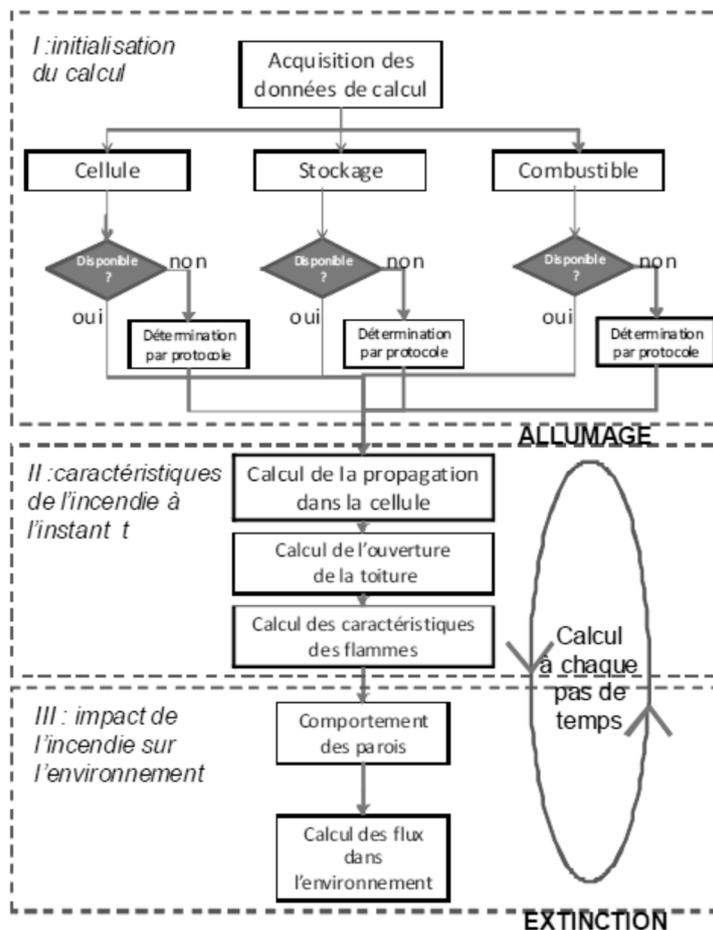 I :initialisation
du calcul
Acquisition des
données de calcul
Cellule
Stockage
Combustible
Disponible
?
non
oui
Disponible
?
non
oui
Disponible
?
non
oui
Détermination
par protocole
Détermination
par protocole
Détermination
par protocole
ALLUMAGE
II :caractéristiques
de l'incendie à
l'instant t
Calcul de la propagation
dans la cellule
Calcul de l'ouverture
de la toiture
Calcul des caractéristiques
des flammes
Calcul
à chaque
pas de
temps
III : impact de
l'incendie sur
l'environnement
Comportement
des parois
Calcul des flux
dans
l'environnement
EXTINCTION